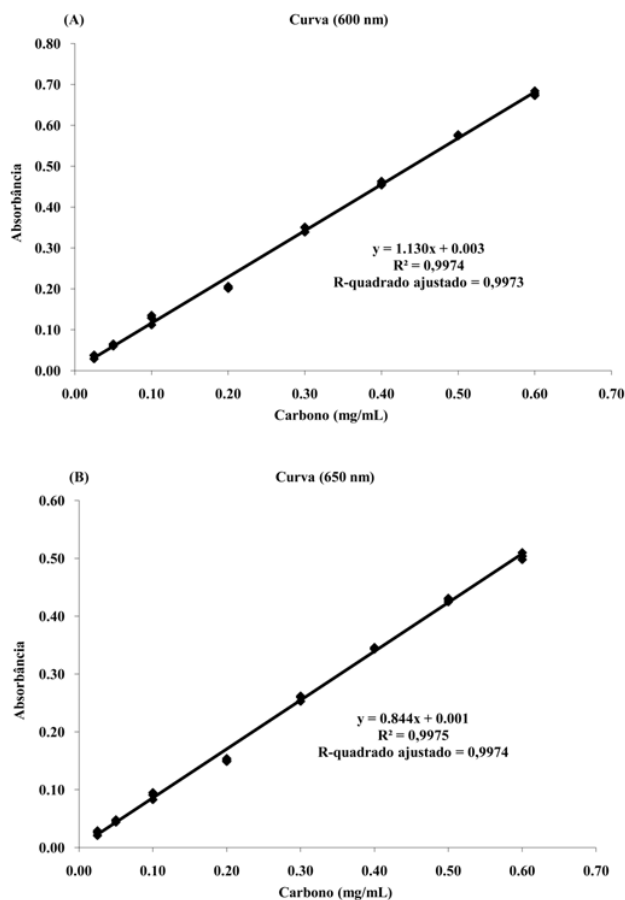 (A) Curva (600 nm)
0.80
0.70
0.60
0.50
0.40
0.30
0.20
0.10
0.00
Absorbância
y = 1.130x + 0.003
R² = 0,9974
R-quadrado ajustado = 0,9973
0.00 0.10 0.20 0.30 0.40 0.50 0.60 0.70
Carbono (mg/mL)
(B) Curva (650 nm)
0.60
0.50
0.40
0.30
0.20
0.10
0.00
Absorbância
y = 0.844x + 0.001
R² = 0,9975
R-quadrado ajustado = 0,9974
0.00 0.10 0.20 0.30 0.40 0.50 0.60 0.70
Carbono (mg/mL)